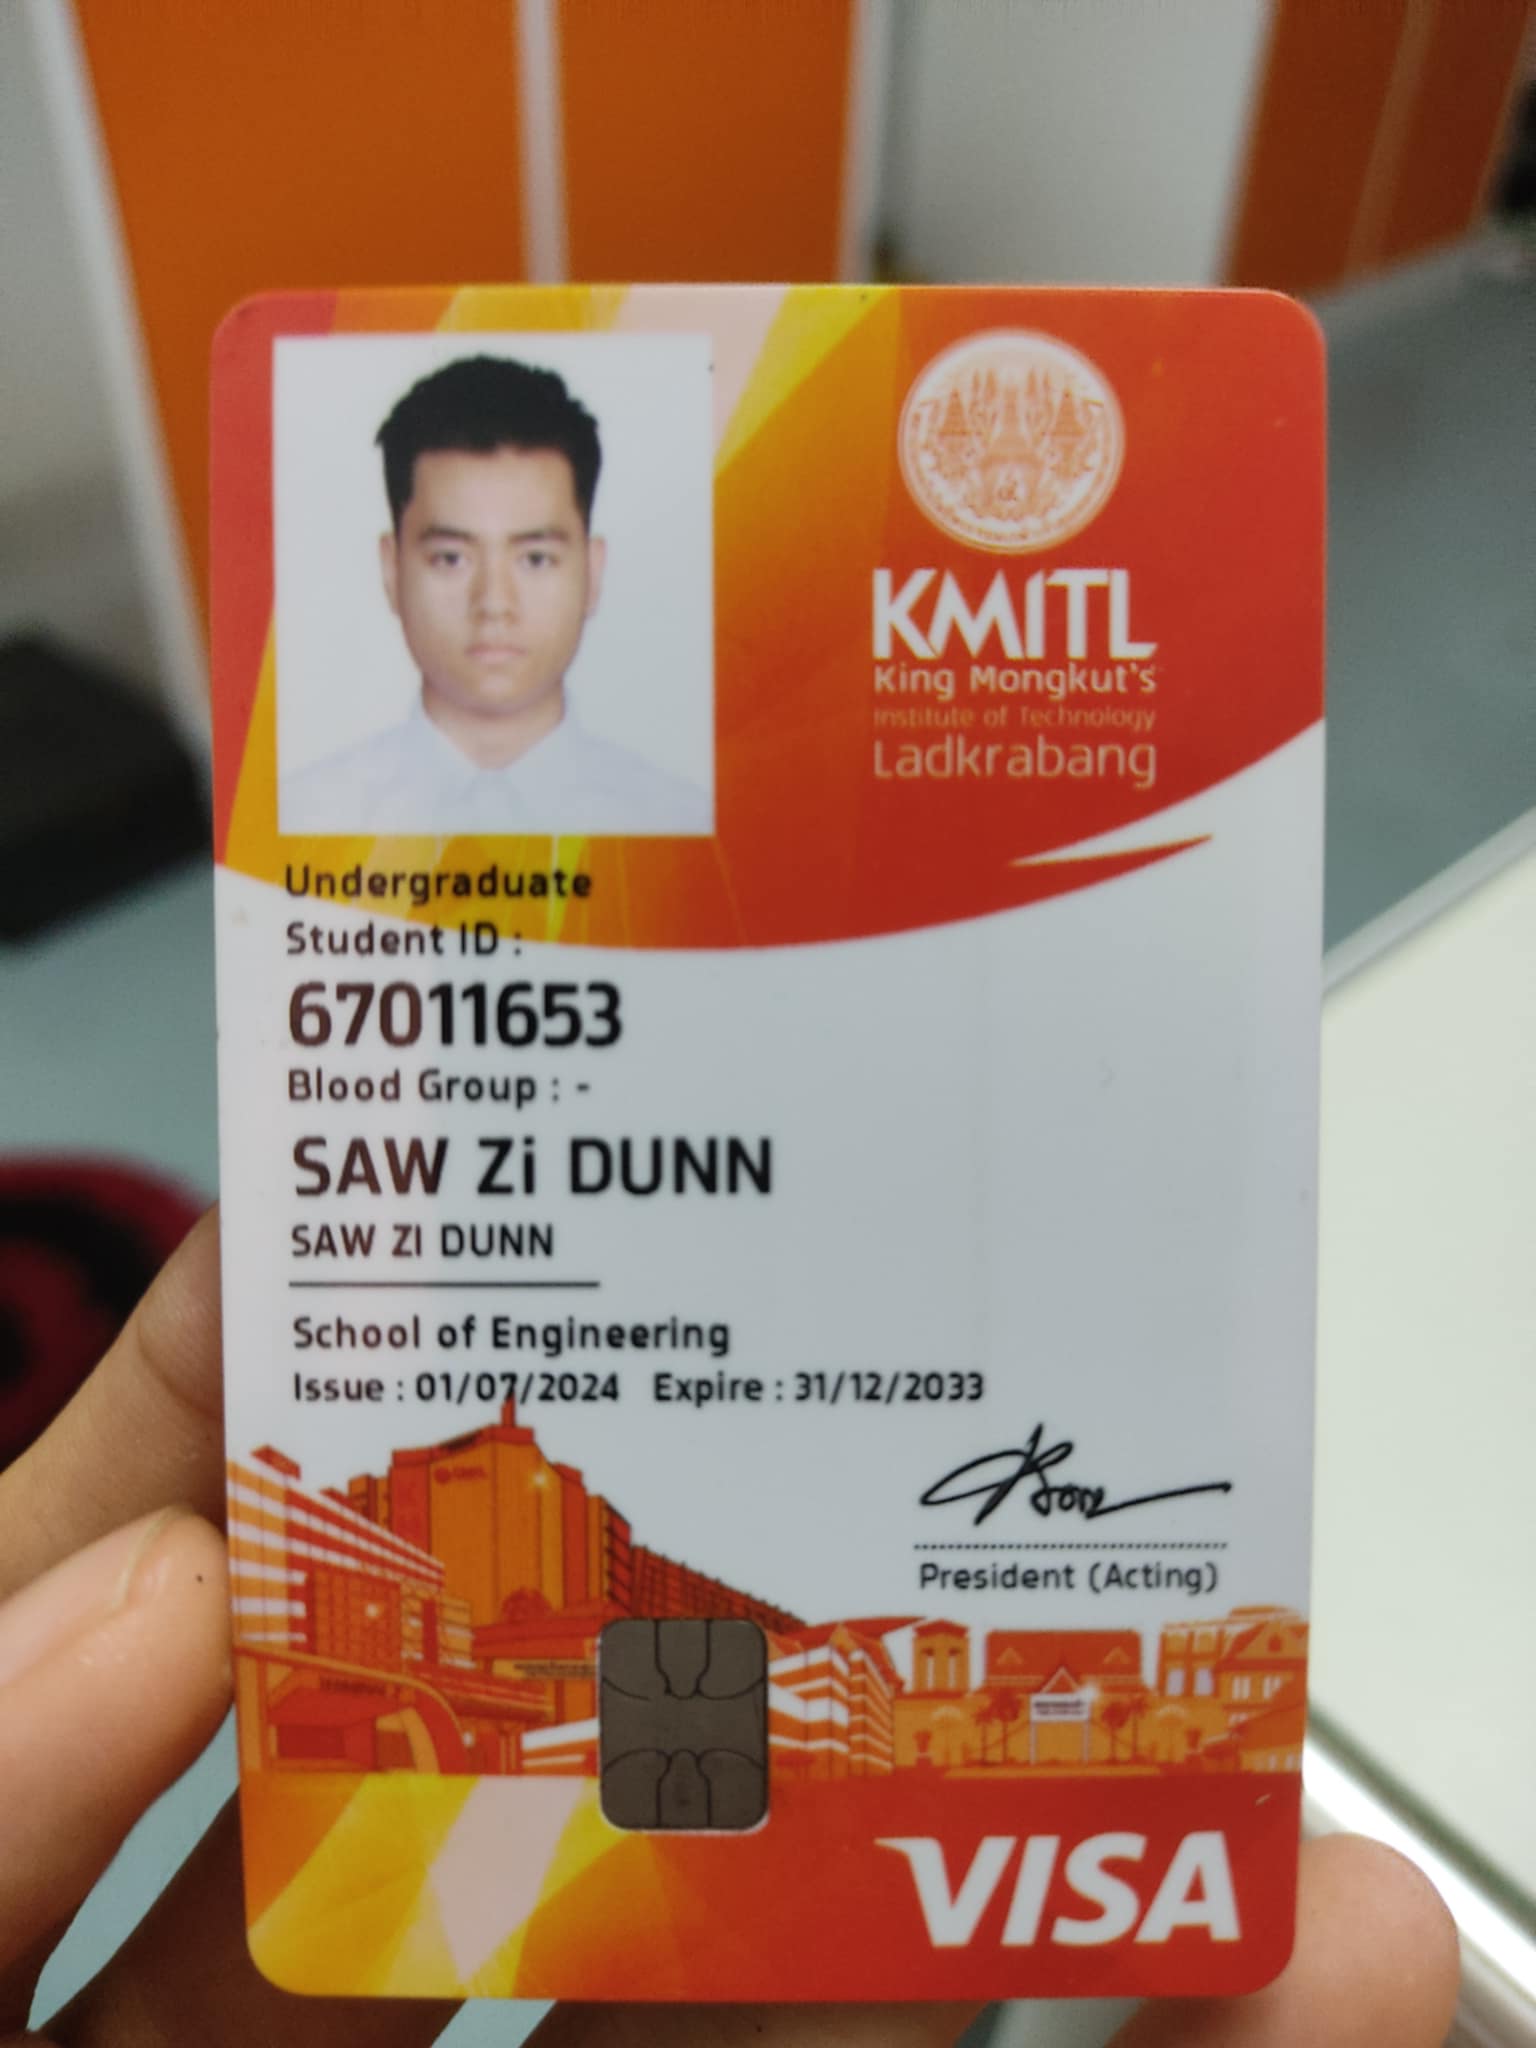 KMITL
King Mongkut's
Institute of Technology
Ladkrabang
Undergraduate
Student ID :
67011653
Blood Group : -
SAW Zi DUNN
SAW ZI DUNN
School of Engineering
Issue : 01/07/2024 Expire : 31/12/2033
President (Acting)
VISA